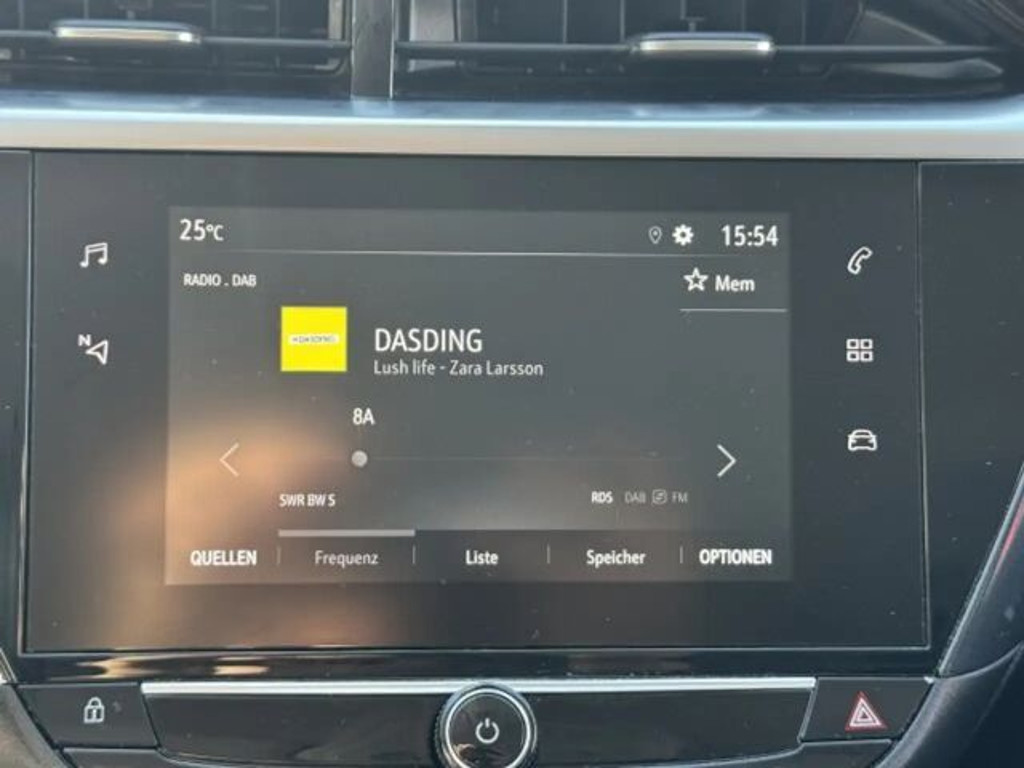 25°C 15:54
RADIO . DAB
Mem
DASDING
DASDING
Lush life - Zara Larsson
8A
N
SWR BW S
RDS DAB FM
QUELLEN Frequenz Liste Speicher OPTIONEN